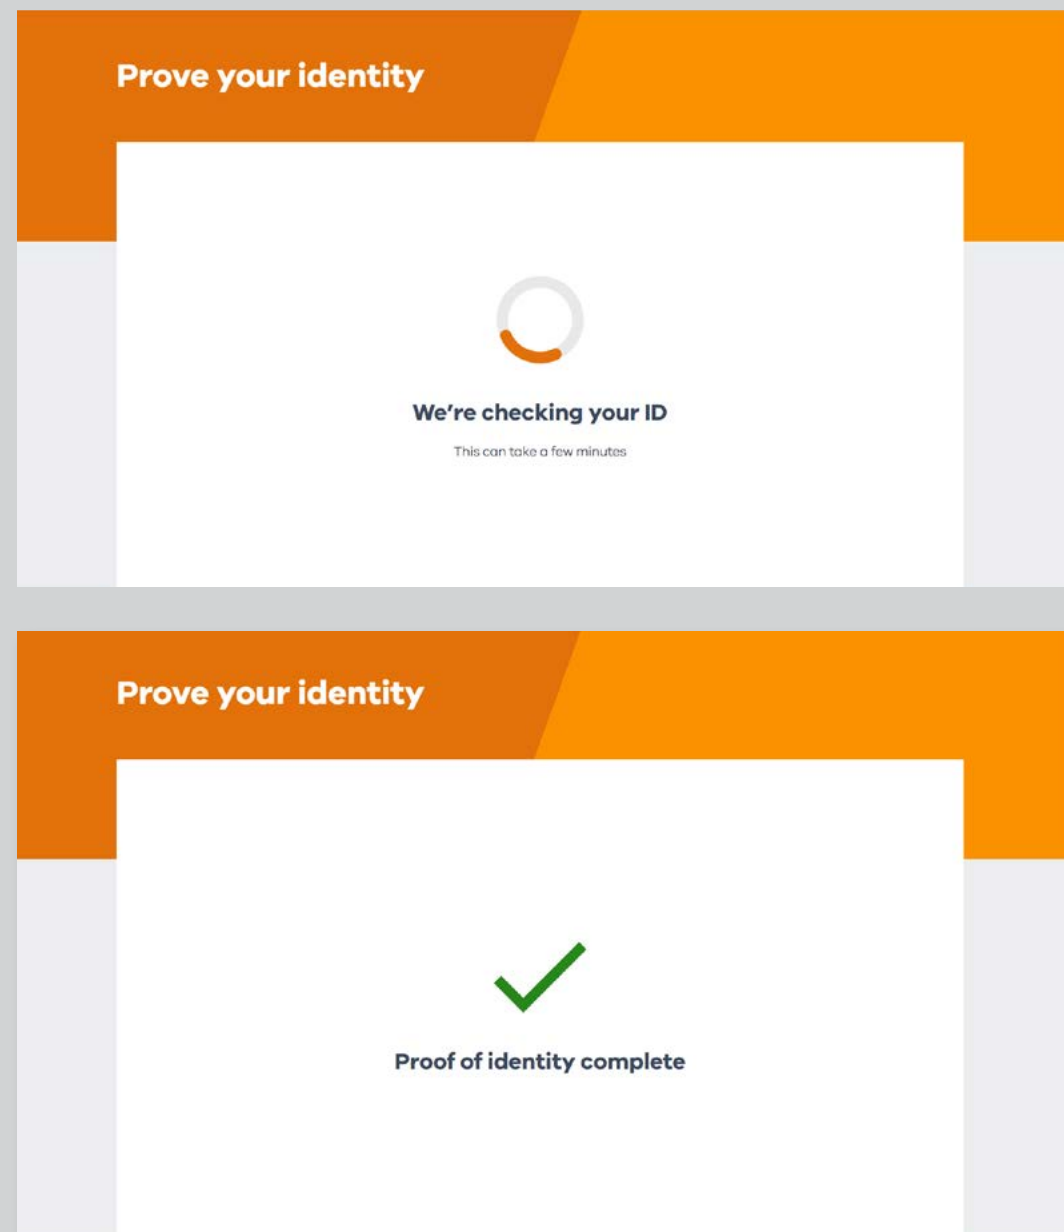 Prove your identity
We're checking your ID
This can take a few minutes
Prove your identity
Proof of identity complete